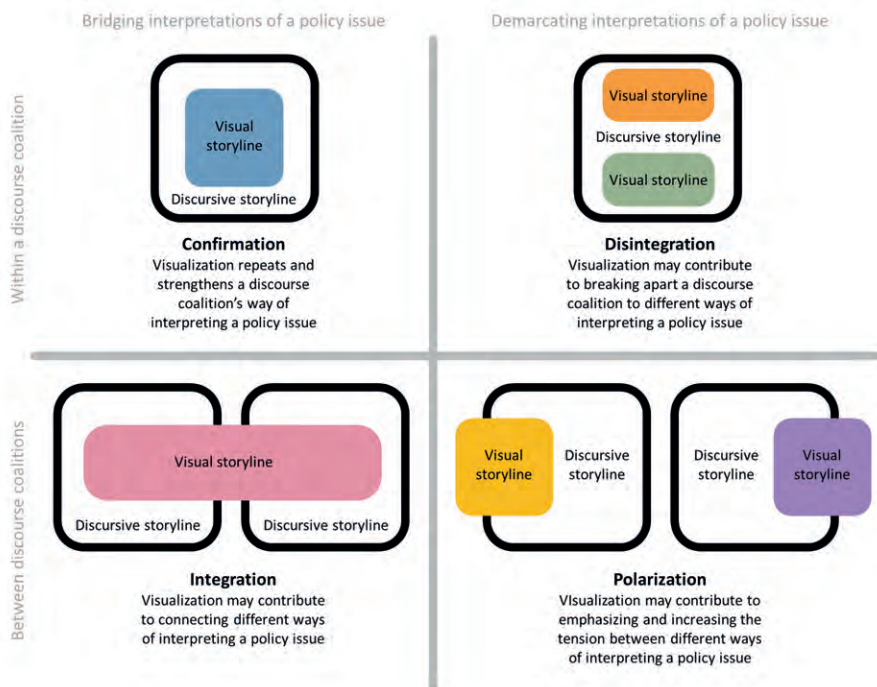 Bridging interpretations of a policy issue
Demarcating interpretations of a policy issue
Within a discourse coalition
Visual
storyline
Discursive storyline
Confirmation
Visualization repeats and
strengthens a discourse
coalition's way of
interpreting a policy issue
Visual storyline
Discursive storyline
Visual storyline
Disintegration
Visualization may contribute
to breaking apart a discourse
coalition to different ways of
interpreting a policy issue
Between discourse coalitions
Visual storyline
Discursive storyline
Discursive storyline
Integration
Visualization may contribute
to connecting different ways
of interpreting a policy issue
Visual
storyline
Discursive
storyline
Discursive
storyline
Visual
storyline
Polarization
VIsualization may contribute to
emphasizing and increasing the
tension between different ways
of interpreting a policy issue